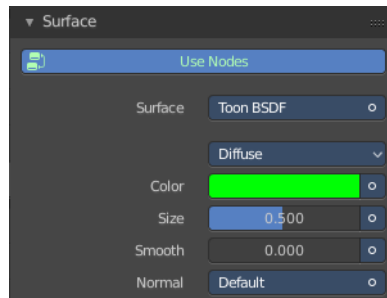 Surface
Use Nodes
Surface Toon BSDF
Diffuse
Color
Size 0.500
Smooth 0.000
Normal Default